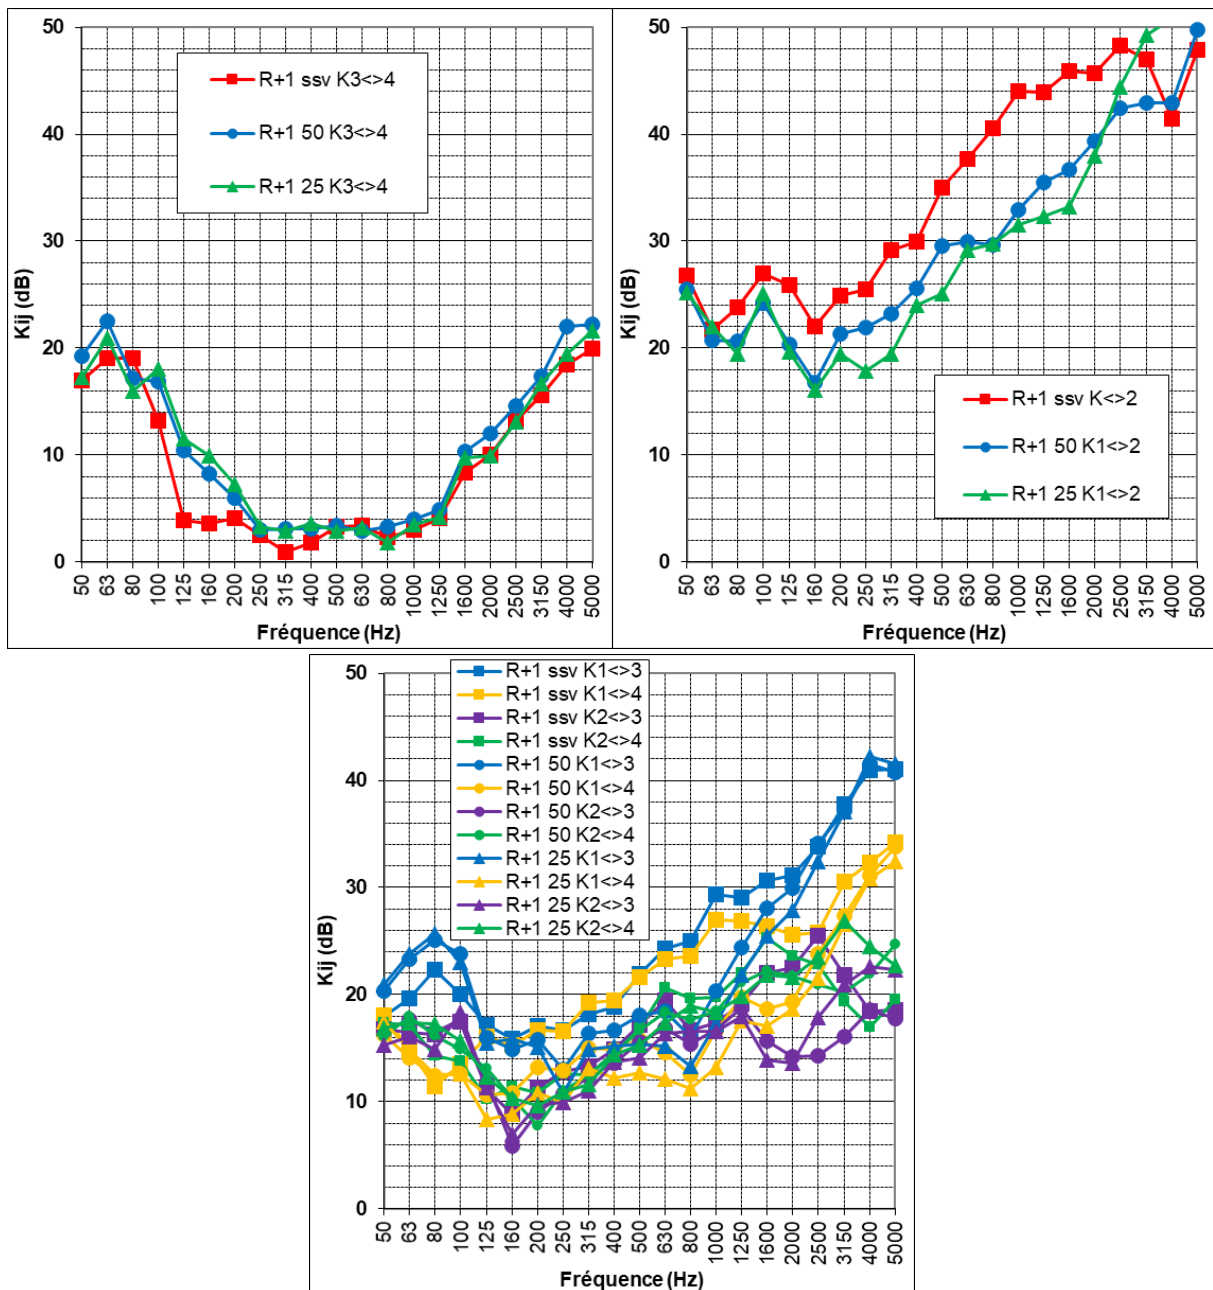 50
40
30
20
10
0
Kij (dB)
R+1 ssv K3<>4
R+1 50 K3<>4
R+1 25 K3<>4
50 63 80 100 125 160 200 250 315 400 500 630 800 1000 1250 1600 2000 2500 3150 4000 5000
Fréquence (Hz)
50
40
30
20
10
0
Kij (dB)
R+1 ssv K<>2
R+1 50 K1<>2
R+1 25 K1<>2
50 63 80 100 125 160 200 250 315 400 500 630 800 1000 1250 1600 2000 2500 3150 4000 5000
Fréquence (Hz)
50
40
30
20
10
0
Kij (dB)
R+1 ssv K1<>3
R+1 ssv K1<>4
R+1 ssv K2<>3
R+1 ssv K2<>4
R+1 50 K1<>3
R+1 50 K1<>4
R+1 50 K2<>3
R+1 50 K2<>4
R+1 25 K1<>3
R+1 25 K1<>4
R+1 25 K2<>3
R+1 25 K2<>4
50 63 80 100 125 160 200 250 315 400 500 630 800 1000 1250 1600 2000 2500 3150 4000 5000
Fréquence (Hz)